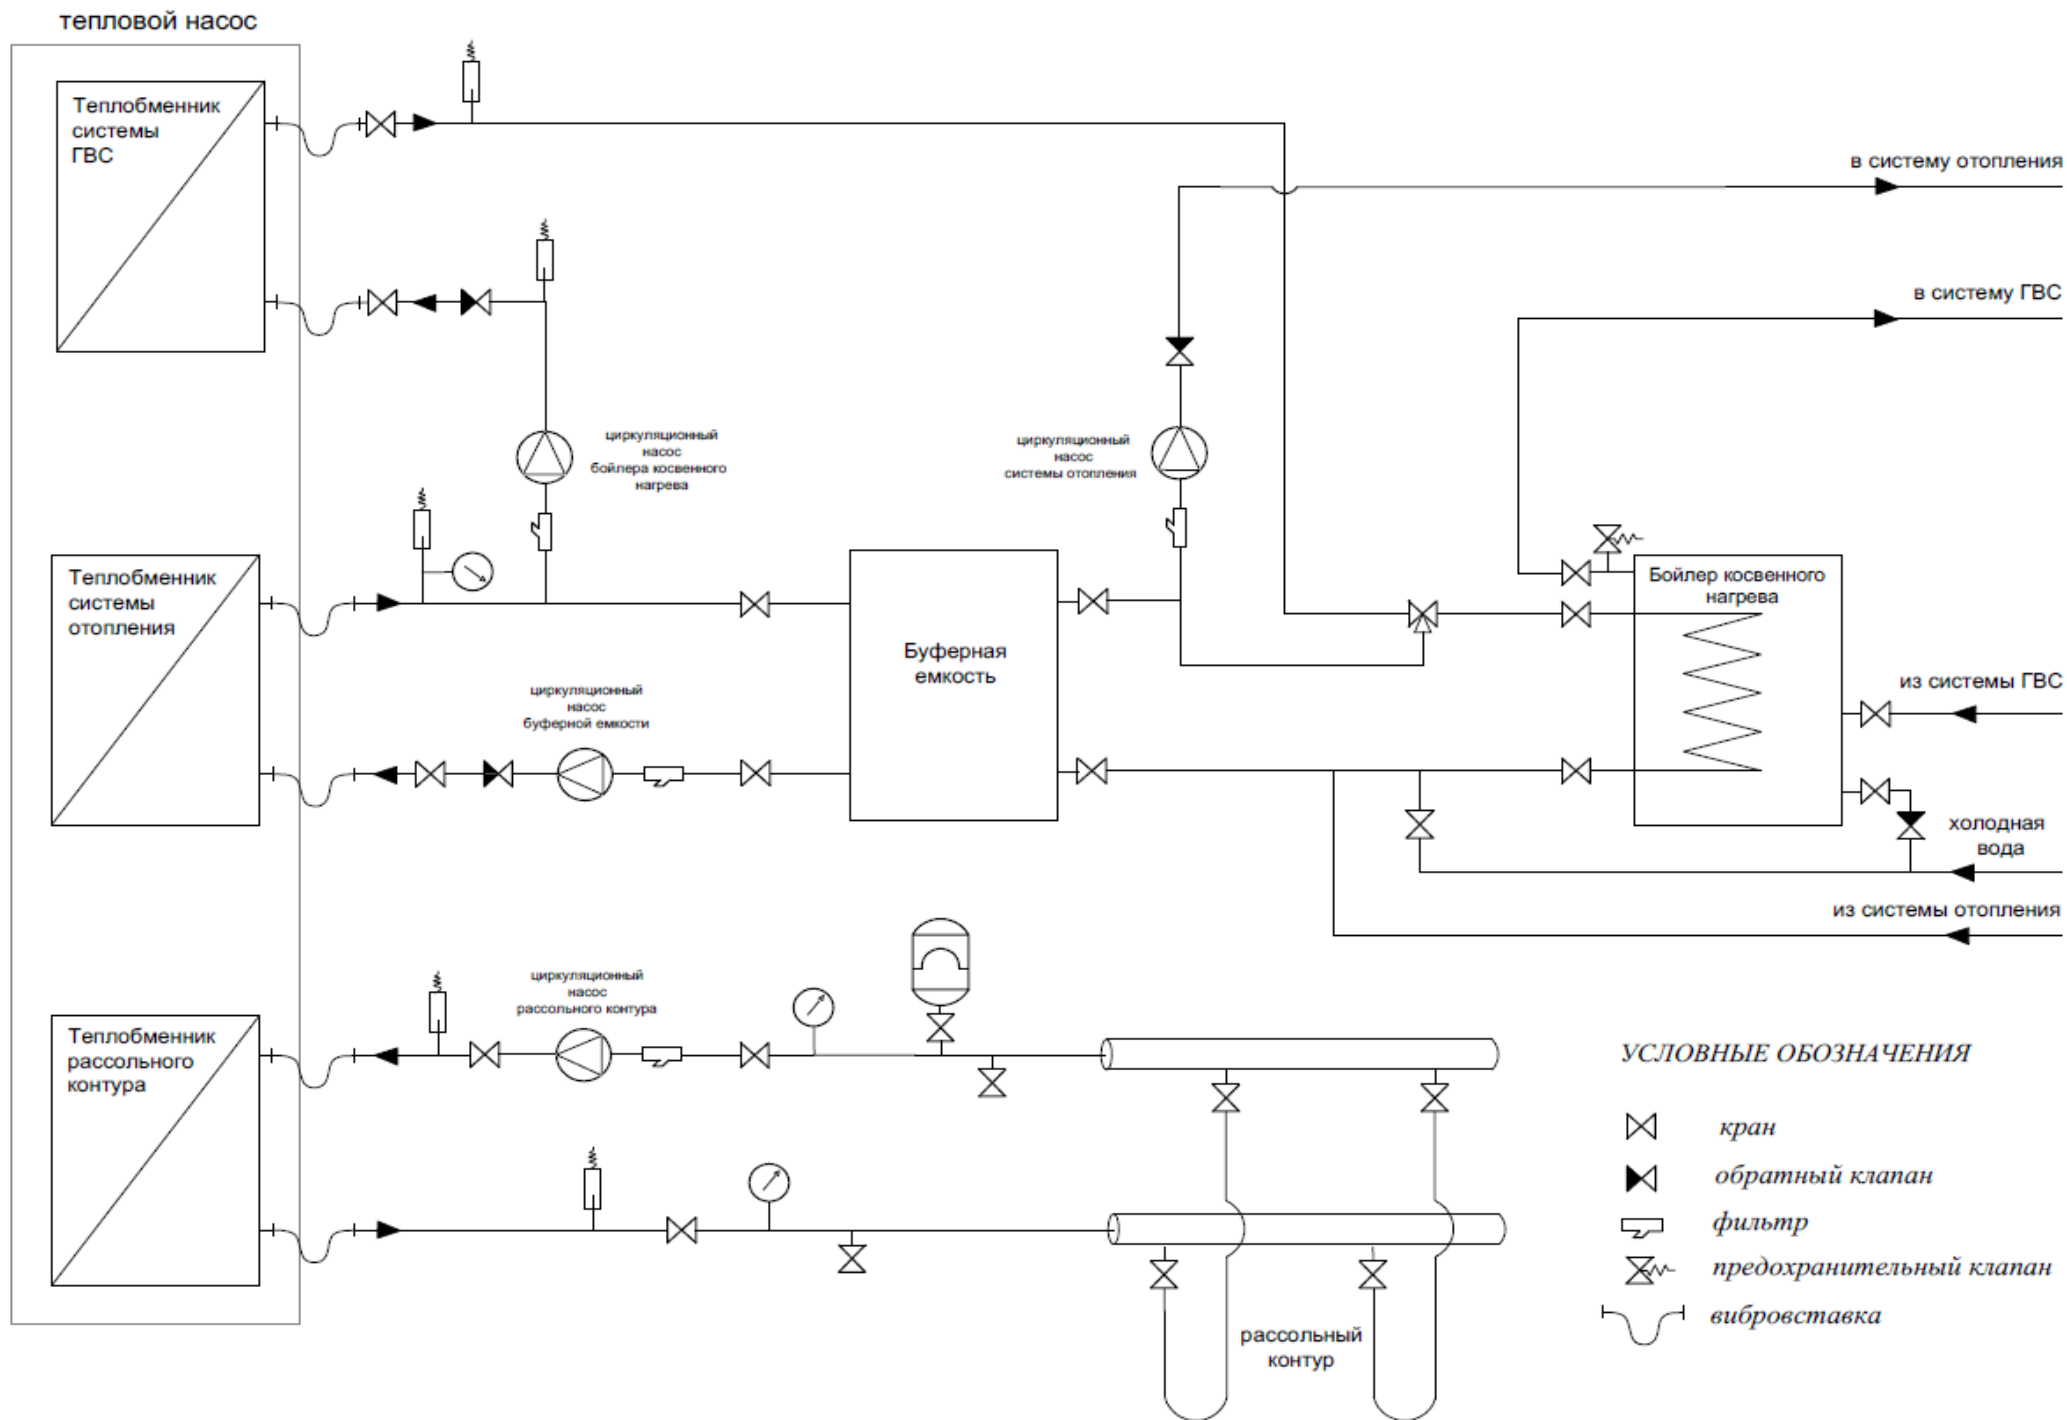 тепловой насос
Теплобменник
системы
ГВС
в систему отопления
в систему ГВС
циркуляционный
насос
бойлера косвенного
нагрева
циркуляционный
насос
системы отопления
Теплобменник
системы
отопления
Буферная
емкость
Бойлер косвенного
нагрева
циркуляционный
насос
буферной емкости
из системы ГВС
холодная
вода
из системы отопления
Теплобменник
рассольного
контура
циркуляционный
насос
рассольного контура
рассольный
контур
УСЛОВНЫЕ ОБОЗНАЧЕНИЯ
кран
обратный клапан
фильтр
предохранительный клапан
вибровставка